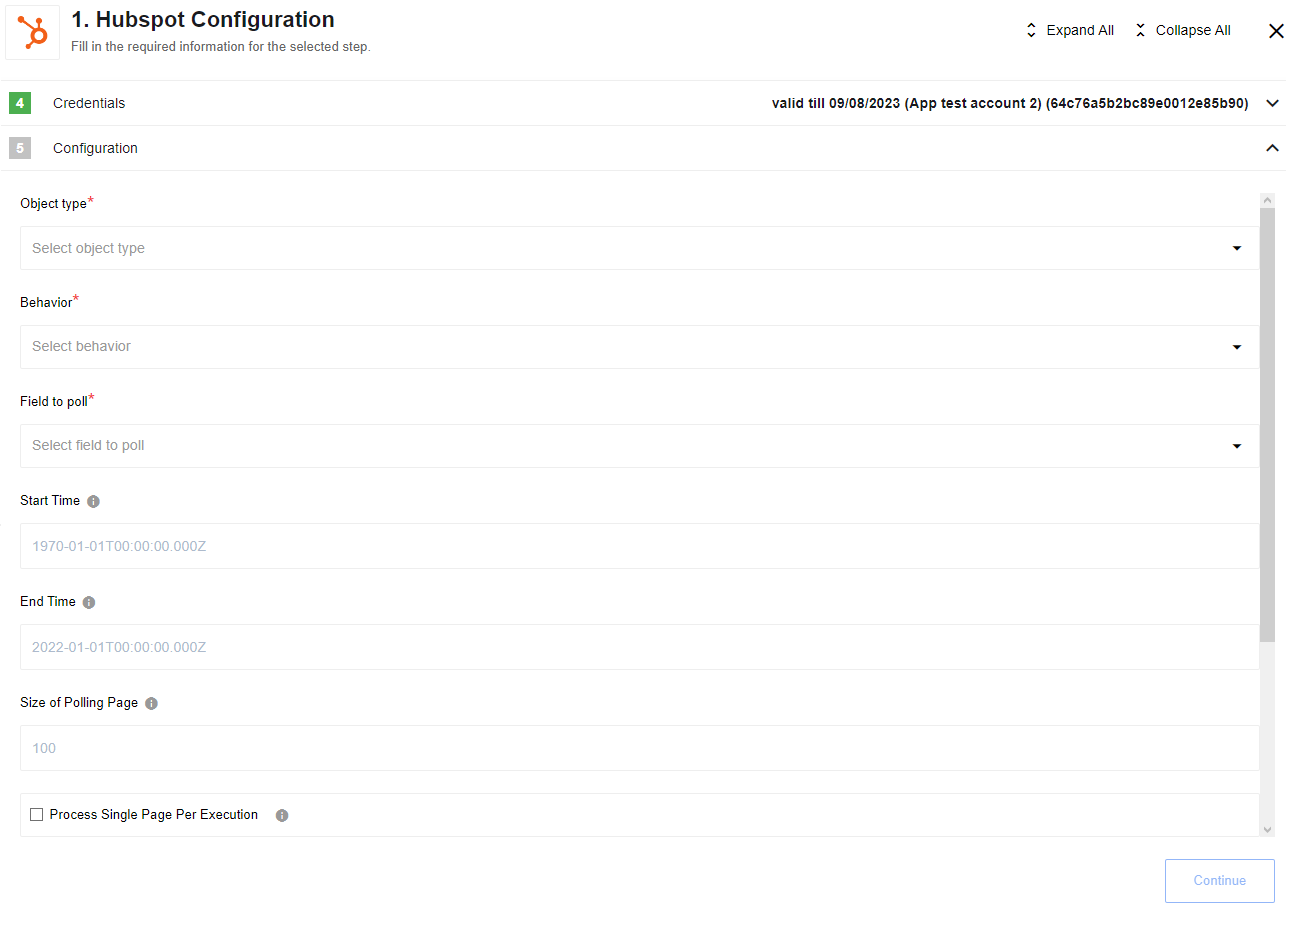 1. Hubspot Configuration
Fill in the required information for the selected step.
Expand All
Collapse All
4 Credentials valid till 09/08/2023 (App test account 2) (64c76a5b2bc89e0012e85b90)
5 Configuration
Object type*
Select object type
Behavior*
Select behavior
Field to poll*
Select field to poll
Start Time
1970-01-01T00:00:00.000Z
End Time
2022-01-01T00:00:00.000Z
Size of Polling Page
100
Process Single Page Per Execution
Continue